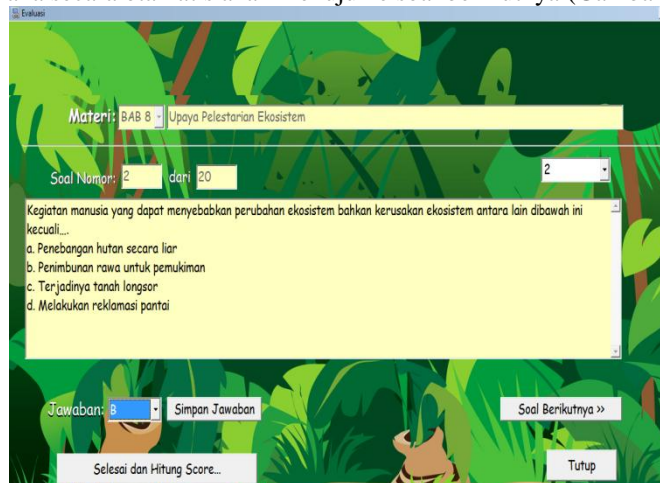 Evaluasi
Materi: BAB 8 Upaya Pelestarian Ekosistem
Soal Nomor: 2 dari 20 2
Kegiatan manusia yang dapat menyebabkan perubahan ekosistem bahkan kerusakan ekosistem antara lain dibawah ini
kecuali,,..
a. Penebangan hutan secara liar
b. Penimbunan rawa untuk pemukiman
c. Terjadinya tanah longsor
d. Melakukan reklamasi pantai
Jawaban: B Simpan Jawaban Soal Berikutnya >>
Selesai dan Hitung Score... Tutup